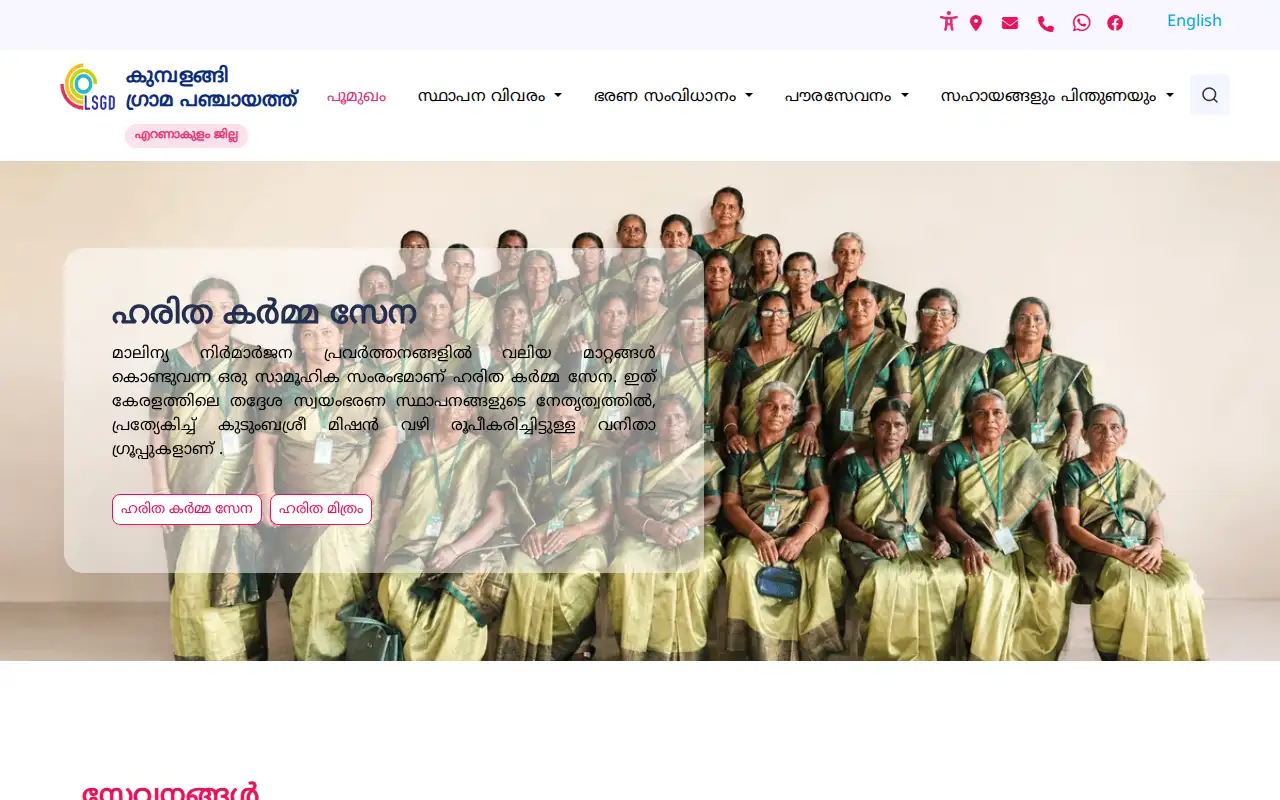 English
LSGD
കുമ്പളങ്ങി
ഗ്രാമ പഞ്ചായത്ത്
എറണാകുളം ജില്ല
പൂമുഖം
സ്ഥാപന വിവരം
ഭരണ സംവിധാനം
പൗരസേവനം
സഹായങ്ങളും പിന്തുണയും
ഹരിത കർമ്മ സേന
മാലിന്യ നിർമാർജന പ്രവർത്തനങ്ങളിൽ വലിയ മാറ്റങ്ങൾ
കൊണ്ടുവന്ന ഒരു സാമൂഹിക സംരംഭമാണ് ഹരിത കർമ്മ സേന. ഇത്
കേരളത്തിലെ തദ്ദേശ സ്വയംഭരണ സ്ഥാപനങ്ങളുടെ നേതൃത്വത്തിൽ,
പ്രത്യേകിച്ച് കുടുംബശ്രീ മിഷൻ വഴി രൂപീകരിച്ചിട്ടുള്ള വനിതാ
ഗ്രൂപ്പുകളാണ് .
ഹരിത കർമ്മ സേന
ഹരിത മിത്രം
സേവനങ്ങൾ